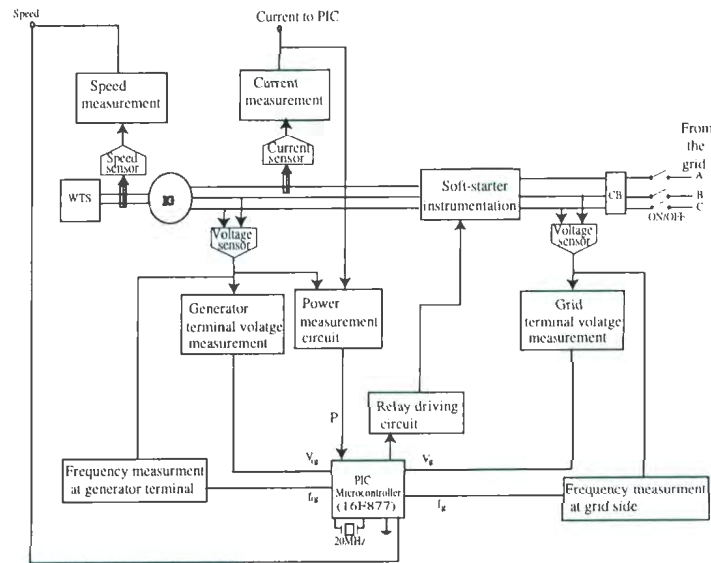 Speed
Current to PIC
Speed
measurement
Current
measurement
From
the
grid
Speed
sensor
Current
sensor
WTS
IG
Soft-starter
instrumentation
CB
A
B
C
ON/OFF
Voltage
sensor
Voltage
sensor
Generator
terminal volatge
measurement
Power
measurement
circuit
Grid
terminal volatge
measurement
P
Relay driving
circuit
Frequency measurment
at generator terminal
PIC
Microcontroller
(16F877)
Vg
fg
Frequency measurment
at grid side
20MHz